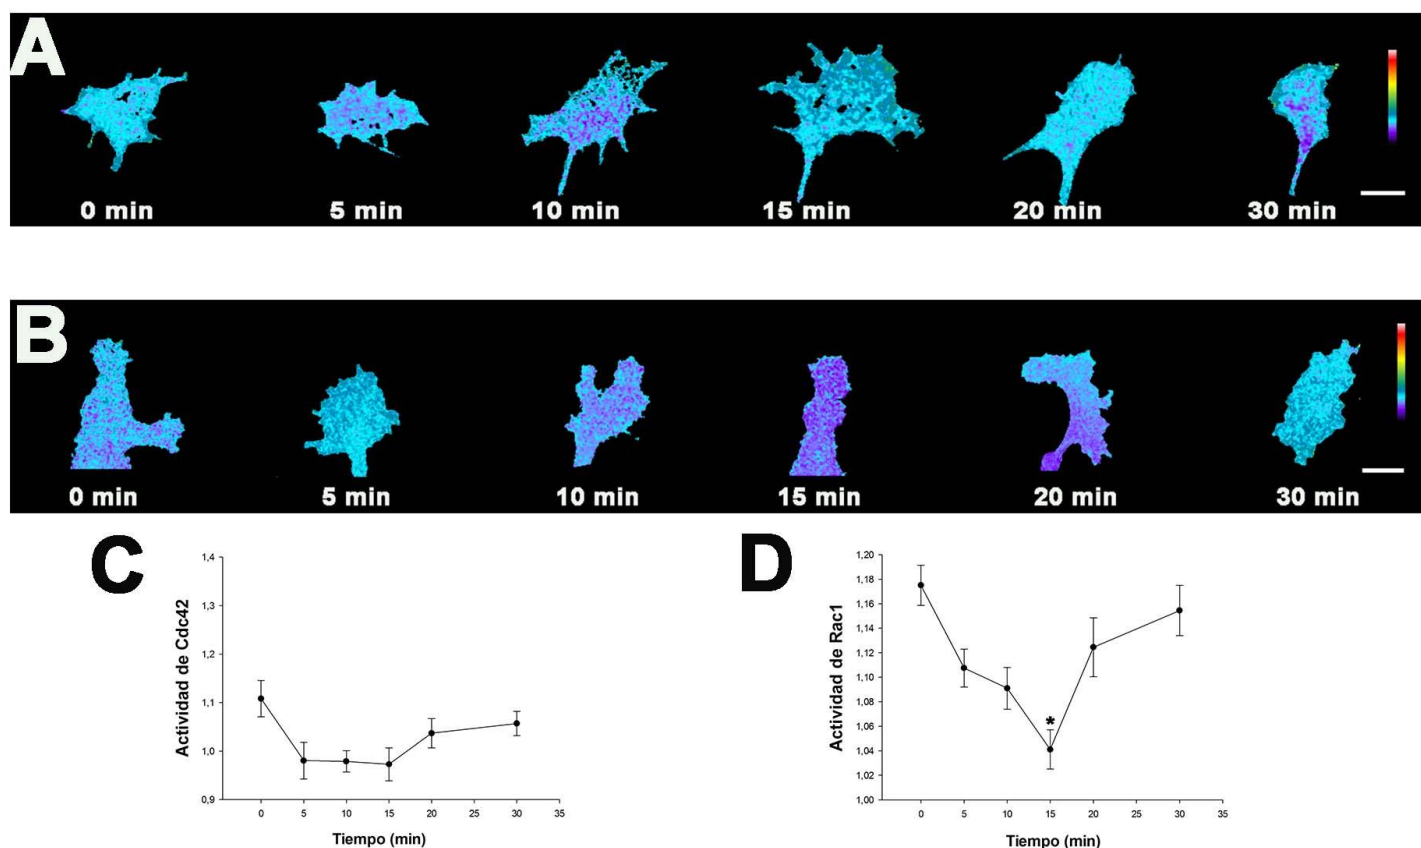 A
0 min 5 min 10 min 15 min 20 min 30 min
B
0 min 5 min 10 min 15 min 20 min 30 min
C
Actividad de Cdc42
1,4
1,3
1,2
1,1
1,0
0,9
0 5 10 15 20 25 30 35
Tiempo (min)
D
Actividad de Rac1
1,20
1,18
1,16
1,14
1,12
1,10
1,08
1,06
1,04
1,02
1,00
*
0 5 10 15 20 25 30 35
Tiempo (min)